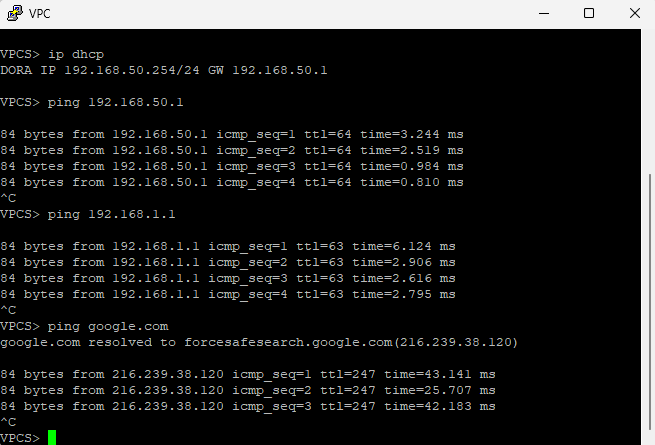 VPC
VPCS> ip dhcp
DORA IP 192.168.50.254/24 GW 192.168.50.1
VPCS> ping 192.168.50.1
84 bytes from 192.168.50.1 icmp_seq=1 ttl=64 time=3.244 ms
84 bytes from 192.168.50.1 icmp_seq=2 ttl=64 time=2.519 ms
84 bytes from 192.168.50.1 icmp_seq=3 ttl=64 time=0.984 ms
84 bytes from 192.168.50.1 icmp_seq=4 ttl=64 time=0.810 ms
^C
VPCS> ping 192.168.1.1
84 bytes from 192.168.1.1 icmp_seq=1 ttl=63 time=6.124 ms
84 bytes from 192.168.1.1 icmp_seq=2 ttl=63 time=2.906 ms
84 bytes from 192.168.1.1 icmp_seq=3 ttl=63 time=2.616 ms
84 bytes from 192.168.1.1 icmp_seq=4 ttl=63 time=2.795 ms
^C
VPCS> ping google.com
google.com resolved to forcesafesearch.google.com(216.239.38.120)
84 bytes from 216.239.38.120 icmp_seq=1 ttl=247 time=43.141 ms
84 bytes from 216.239.38.120 icmp_seq=2 ttl=247 time=25.707 ms
84 bytes from 216.239.38.120 icmp_seq=3 ttl=247 time=42.183 ms
^C
VPCS>